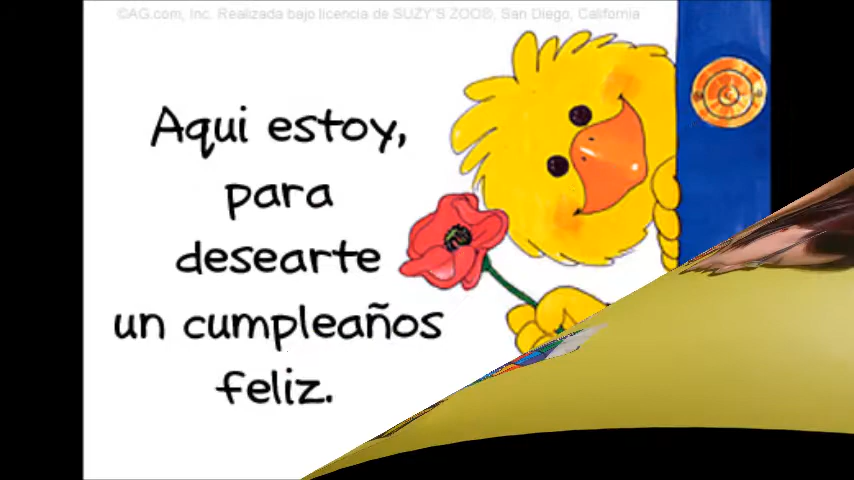 ©AG.com, Inc. Realizada bajo licencia de SUZY'S ZOO®, San Diego, California
Aqui estoy,
para
desearte
un cumpleaños
feliz.